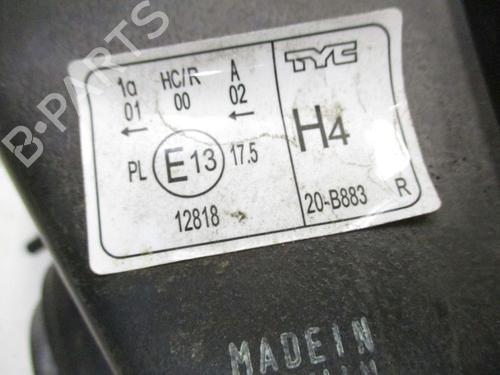 B-PARTS
1a HC/R A
01 00 02
← ←
PL E13 17.5
12818
TYC
H4
20-B883 R
MADE IN